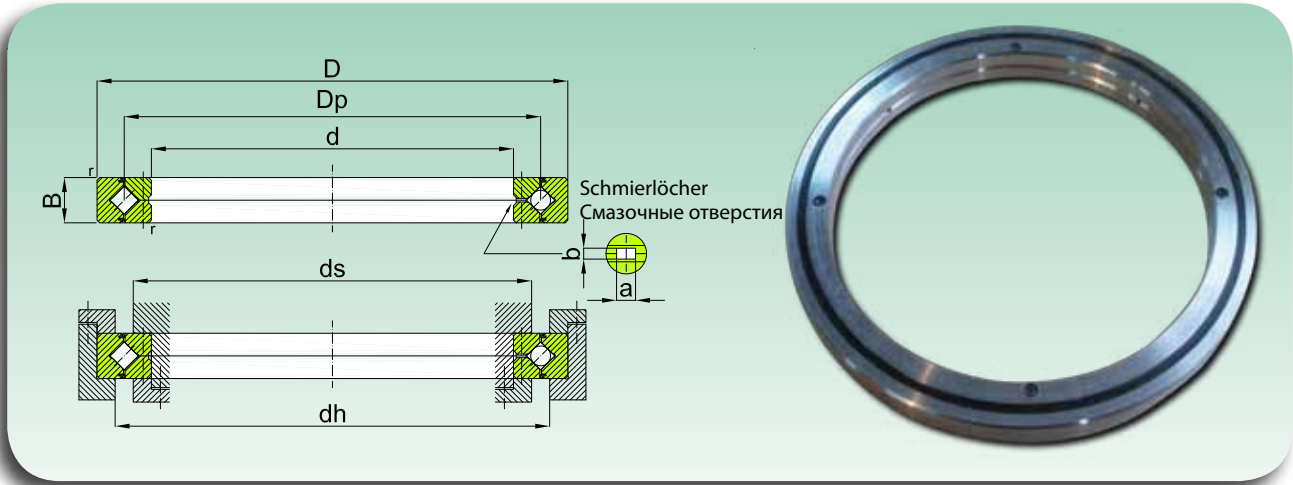 D
Dp
d
r
B
r
Schmierlöcher
Смазочные отверстия
b
a
ds
dh